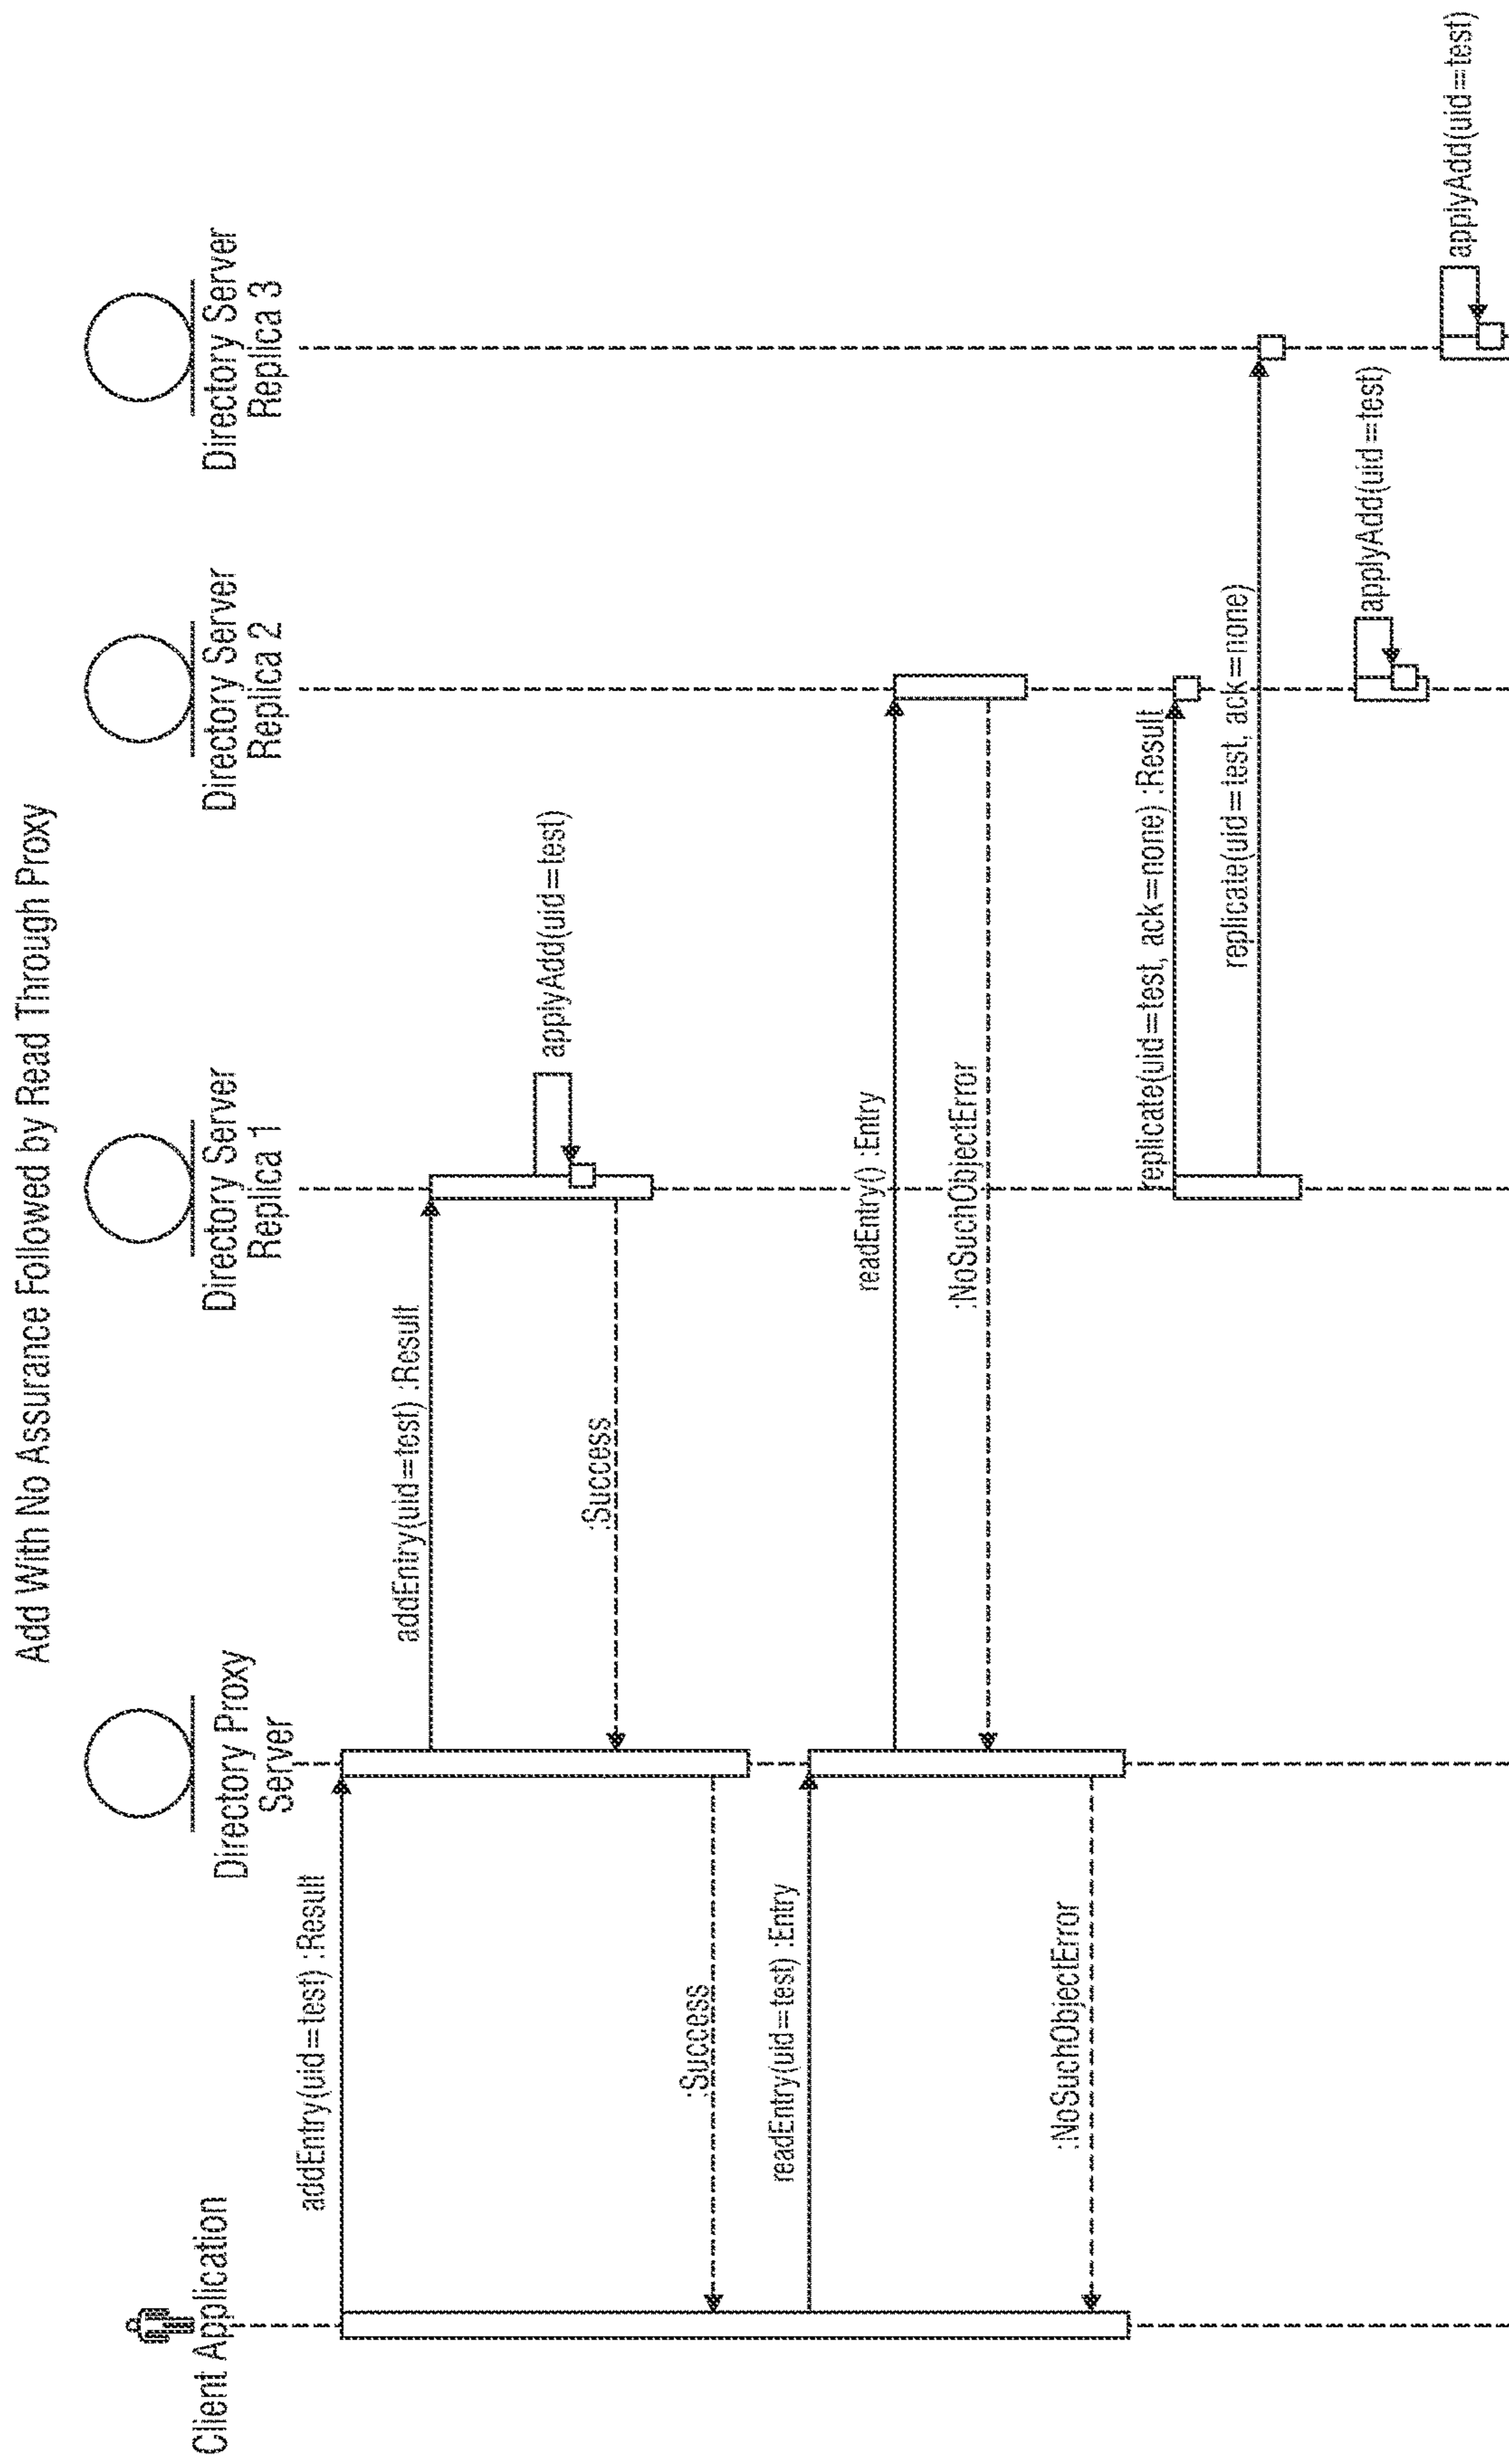 Add With No Assurance Followed by Read Through Proxy
Client Application
Directory Proxy
Server
Directory Server
Replica 1
Directory Server
Replica 2
Directory Server
Replica 3
addEntry(uid=test) :Result
addEntry(uid=test) :Result
applyAdd(uid=test)
:Success
:Success
readEntry(uid=test) :Entry
readEntry() :Entry
:NoSuchObjectError
:NoSuchObjectError
replicate(uid=test, ack=none) :Result
replicate(uid=test, ack=none)
applyAdd(uid=test)
applyAdd(uid=test)